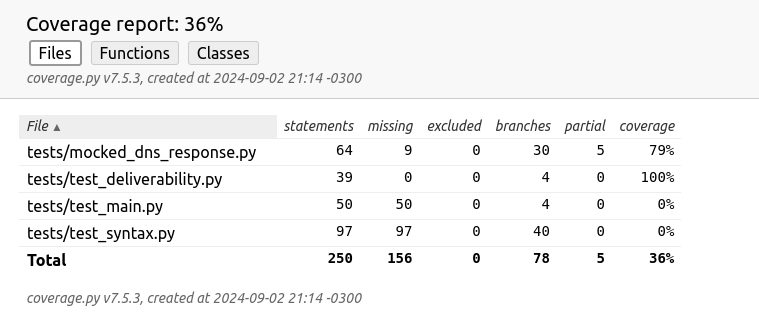 Coverage report: 36%
Files Functions Classes
coverage.py v7.5.3, created at 2024-09-02 21:14 -0300
File ▲ statements missing excluded branches partial coverage
tests/mocked_dns_response.py 64 9 0 30 5 79%
tests/test_deliverability.py 39 0 0 4 0 100%
tests/test_main.py 50 50 0 4 0 0%
tests/test_syntax.py 97 97 0 40 0 0%
Total 250 156 0 78 5 36%
coverage.py v7.5.3, created at 2024-09-02 21:14 -0300